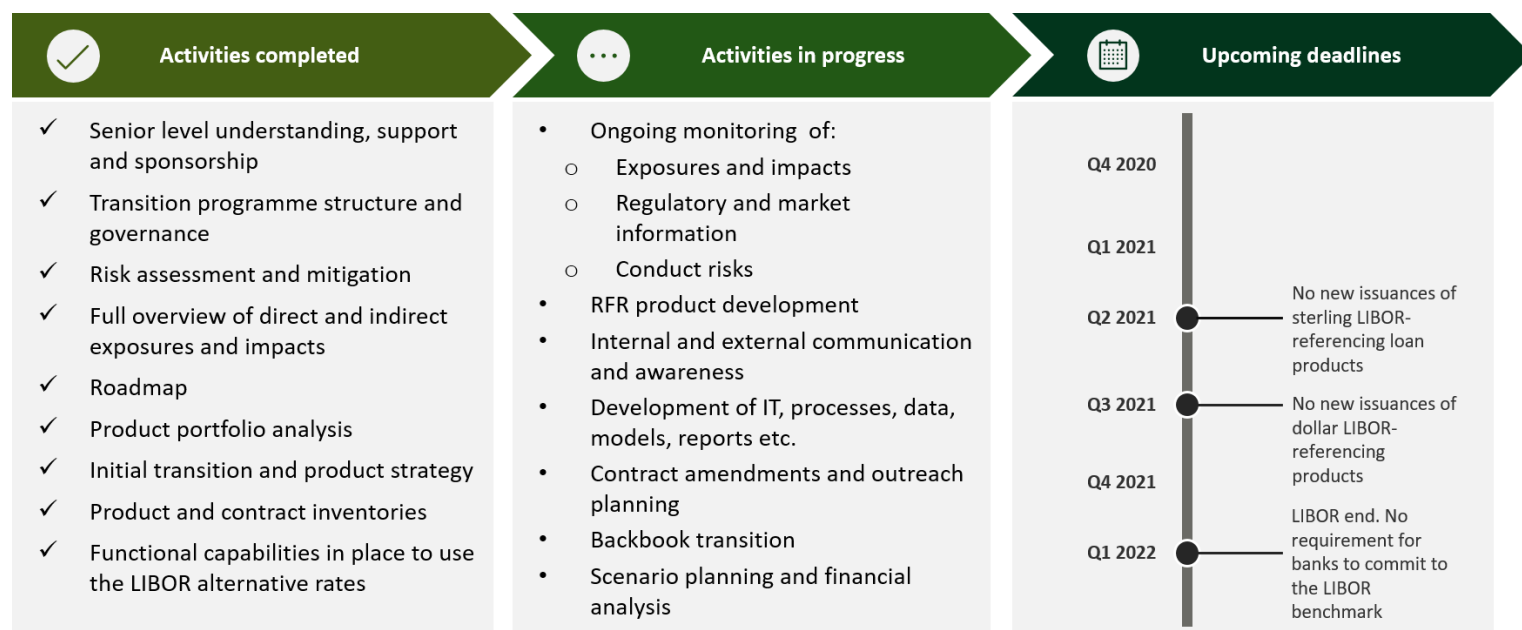 Activities completed
Senior level understanding, support
and sponsorship
Transition programme structure and
governance
Risk assessment and mitigation
Full overview of direct and indirect
exposures and impacts
Roadmap
Product portfolio analysis
Initial transition and product strategy
Product and contract inventories
Functional capabilities in place to use
the LIBOR alternative rates
Activities in progress
Ongoing monitoring of:
Exposures and impacts
Regulatory and market
information
Conduct risks
RFR product development
Internal and external communication
and awareness
Development of IT, processes, data,
models, reports etc.
Contract amendments and outreach
planning
Backbook transition
Scenario planning and financial
analysis
Upcoming deadlines
Q4 2020
Q1 2021
Q2 2021
No new issuances of
sterling LIBOR-
referencing loan
products
Q3 2021
No new issuances of
dollar LIBOR-
referencing
products
Q4 2021
Q1 2022
LIBOR end. No
requirement for
banks to commit to
the LIBOR
benchmark